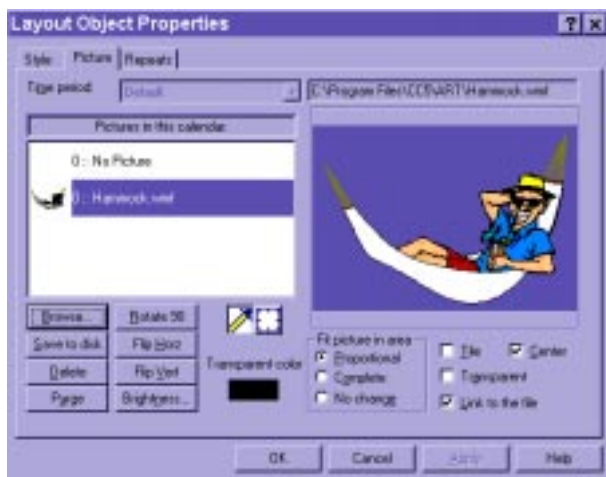 Layout Object Properties
Style Picture Repeats
Time period: Default C:\Program Files\CC5\ART\Hammock.wmf
Pictures in this calendar
0 : No Picture
0 : Hammock.wmf
Browse... Rotate 90
Save to disk Flip Horz
Delete Flip Vert
Purge Brightness...
Transparent color
Fit picture in area
Proportional
Complete
No change
Tile Center
Transparent
Link to the file
OK Cancel Apply Help